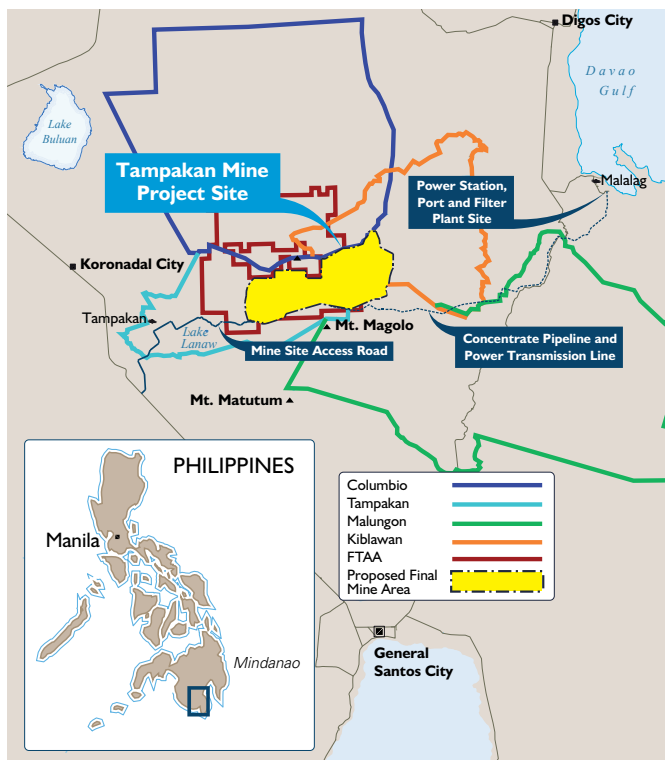 Digos City
Davao
Gulf
Lake
Buluan
Tampakan Mine
Project Site
Power Station,
Port and Filter
Plant Site
Malalag
Koronadal City
Tampakan
Lake
Lanaw
Mt. Magolo
Mine Site Access Road
Concentrate Pipeline and
Power Transmission Line
Mt. Matutum
PHILIPPINES
Manila
Mindanao
Columbio
Tampakan
Malungon
Kiblawan
FTAA
Proposed Final
Mine Area
General
Santos City